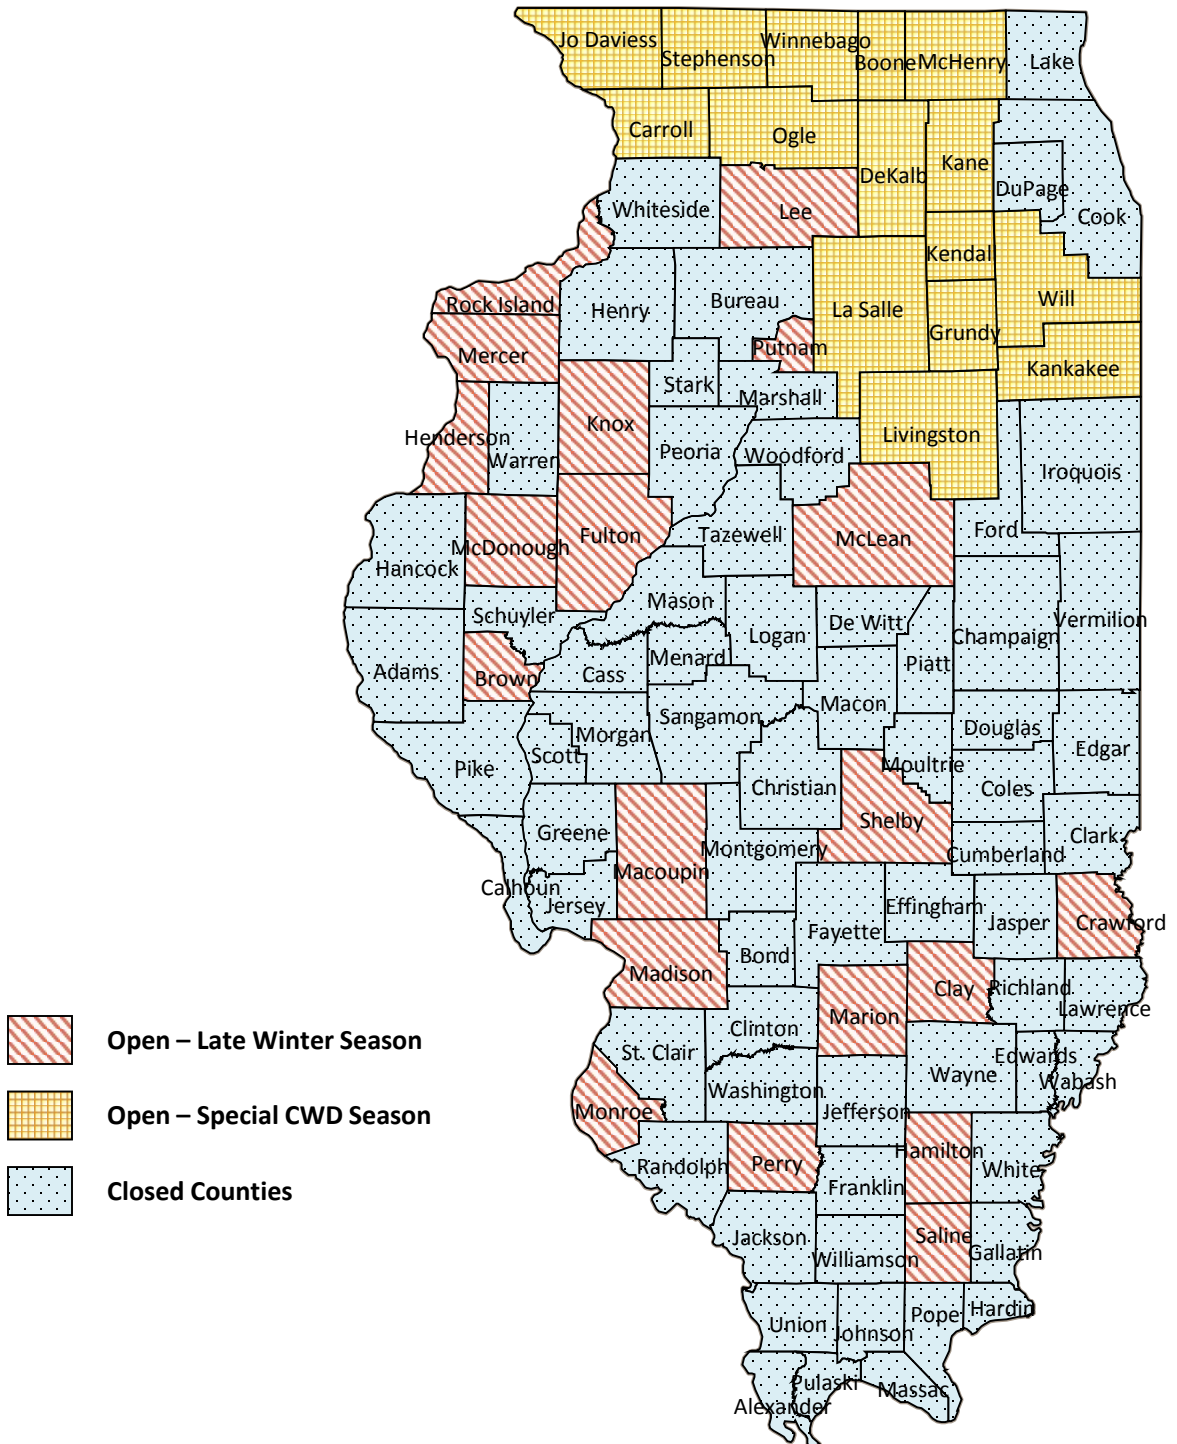 Jo Daviess
Stephenson
Winnebago
Boone
McHenry
Lake
Carroll
Ogle
DeKalb
Kane
DuPage
Cook
Whiteside
Lee
Kendal
Rock Island
Henry
Bureau
La Salle
Will
Grundy
Mercer
Putnam
Kankakee
Stark
Marshall
Knox
Henderson
Warren
Peoria
Woodford
Livingston
Iroquois
McDonough
Fulton
Tazewell
McLean
Ford
Hancock
Schuyler
Mason
Logan
De Witt
Champaign
Vermilion
Adams
Brown
Cass
Menard
Piatt
Macon
Sangamon
Douglas
Pike
Scott
Morgan
Christian
Moultrie
Coles
Edgar
Greene
Macoupin
Montgomery
Shelby
Cumberland
Clark
Calhoun
Jersey
Fayette
Effingham
Jasper
Crawford
Madison
Bond
Clay
Richland
Lawrence
Marion
Clinton
St. Clair
Washington
Wayne
Edwards
Wabash
Monroe
Jefferson
Randolph
Perry
Hamilton
White
Franklin
Jackson
Williamson
Saline
Gallatin
Union
Johnson
Pope
Hardin
Alexander
Pulaski
Massac
Open – Late Winter Season
Open – Special CWD Season
Closed Counties